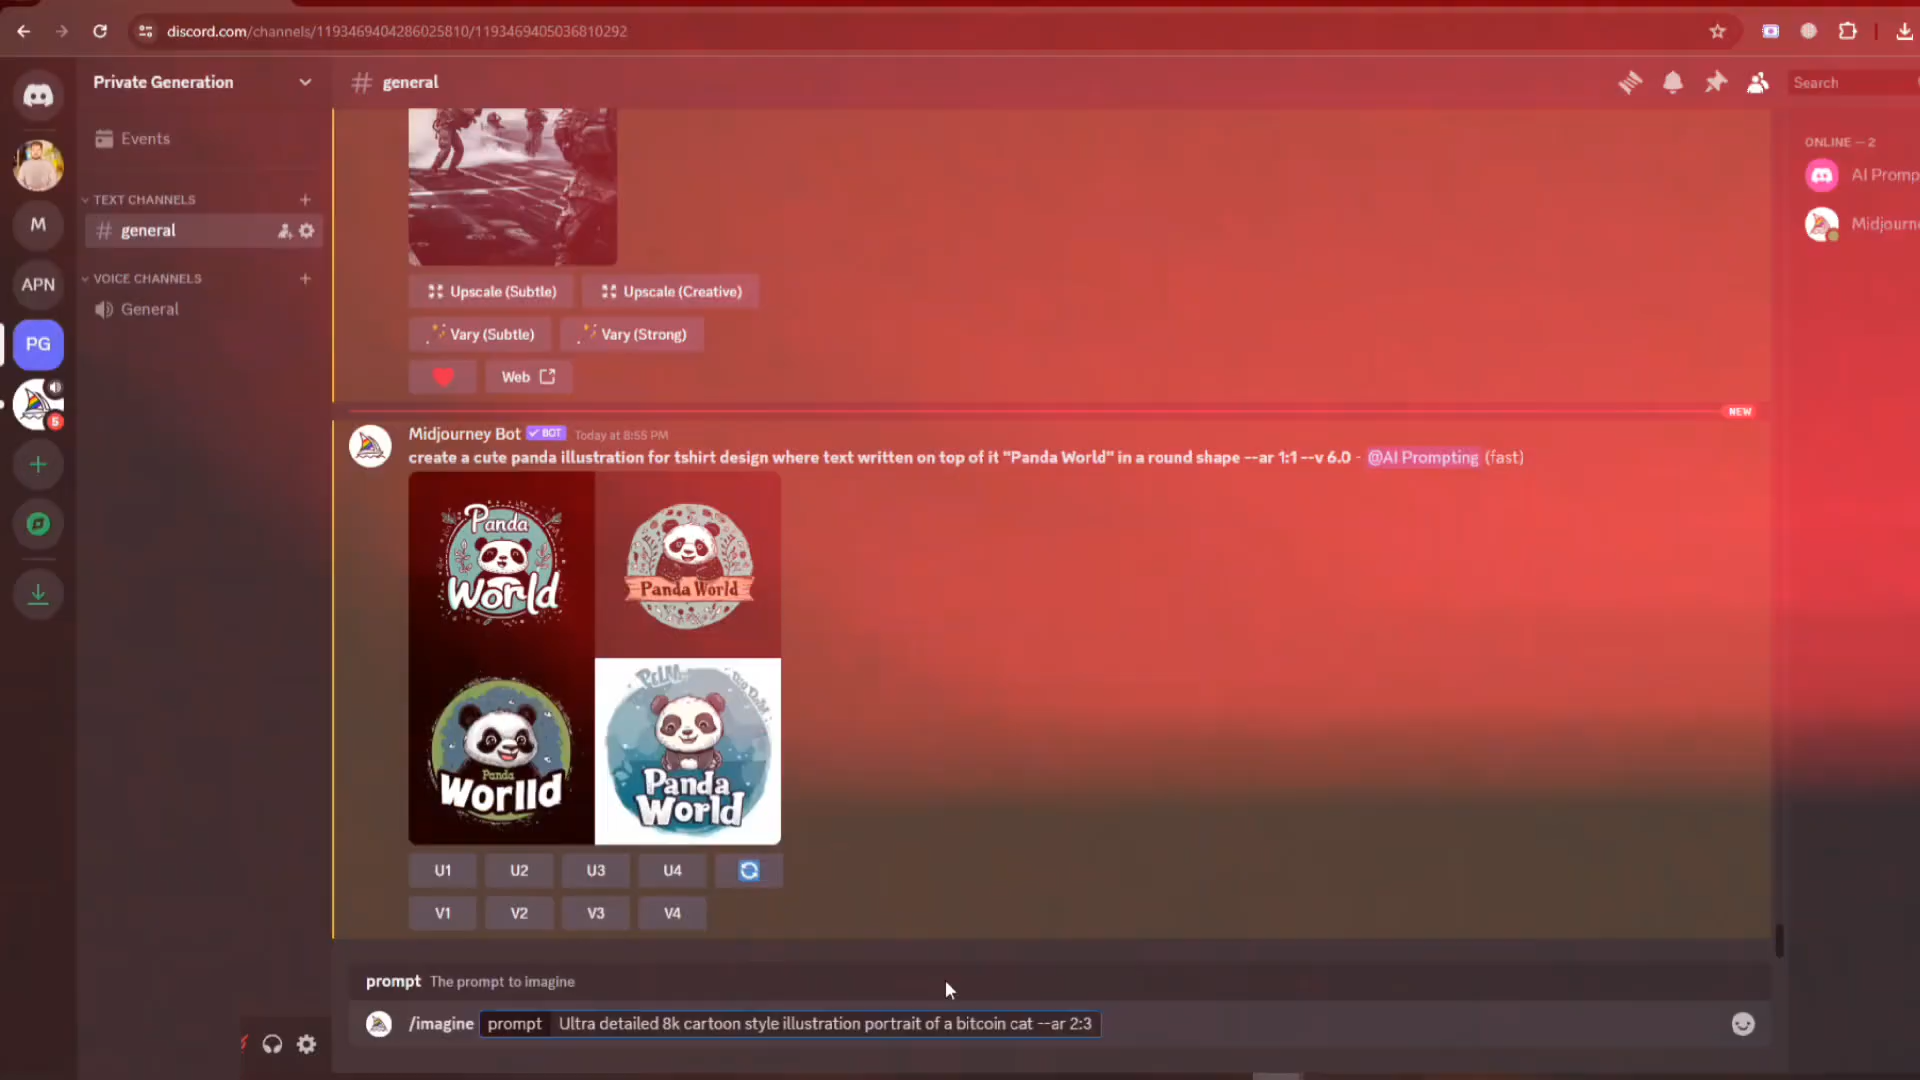 discord.com/channels/1193469404286025810/1193469405036810292
Private Generation
general
Search
Events
ONLINE — 2
AI Promp
TEXT CHANNELS
M
general
Midjourne
VOICE CHANNELS
APN
General
Upscale (Subtle)
Upscale (Creative)
Vary (Subtle)
Vary (Strong)
PG
Web
5
NEW
Midjourney Bot BOT Today at 8:55 PM
create a cute panda illustration for tshirt design where text written on top of it "Panda World" in a round shape --ar 1:1 --v 6.0 - @AI Prompting (fast)
Panda
World
Panda World
Panda
Worlld
Panda
World
U1 U2 U3 U4
V1 V2 V3 V4
prompt The prompt to imagine
/imagine prompt Ultra detailed 8k cartoon style illustration portrait of a bitcoin cat --ar 2:3